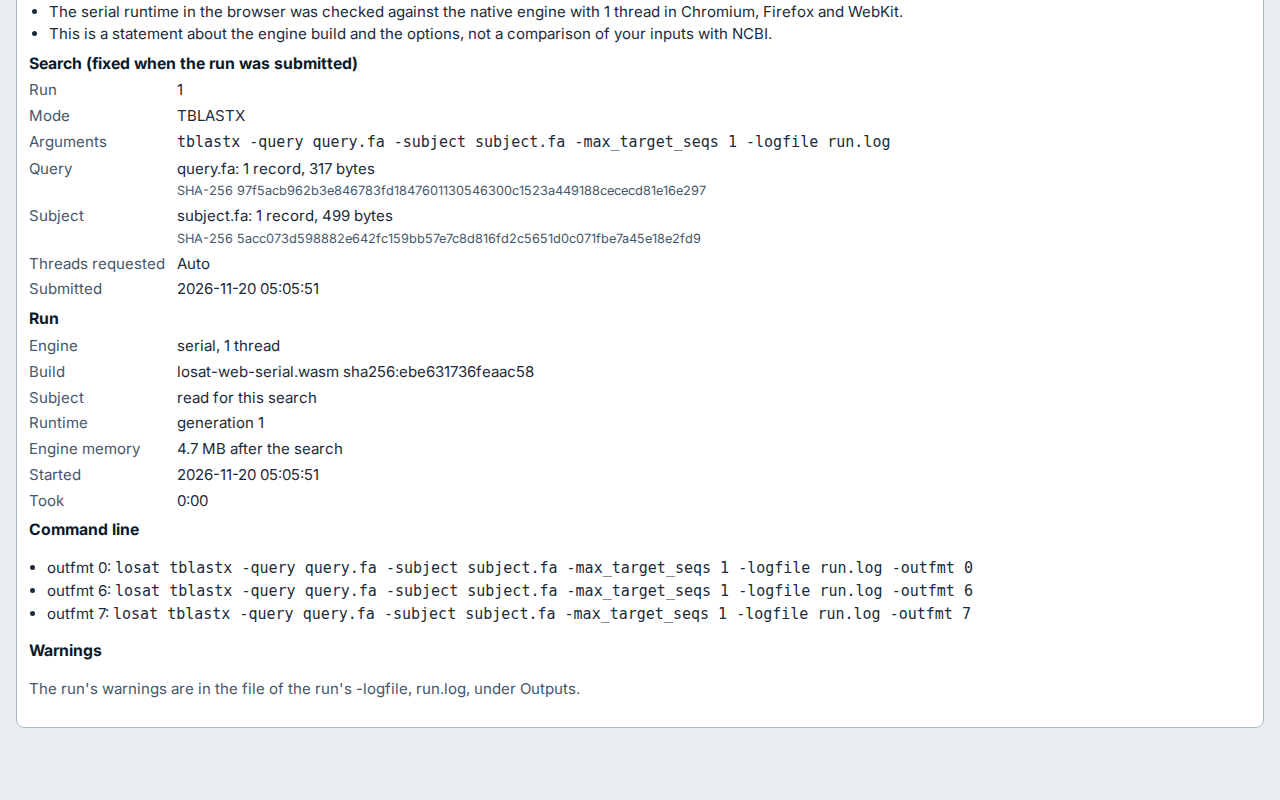 • The serial runtime in the browser was checked against the native engine with 1 thread in Chromium, Firefox and WebKit.
• This is a statement about the engine build and the options, not a comparison of your inputs with NCBI.
Search (fixed when the run was submitted)
Run 1
Mode TBLASTX
Arguments tblastx -query query.fa -subject subject.fa -max_target_seqs 1 -logfile run.log
Query query.fa: 1 record, 317 bytes
SHA-256 97f5acb962b3e846783fd1847601130546300c1523a449188cececd81e16e297
Subject subject.fa: 1 record, 499 bytes
SHA-256 5acc073d598882e642fc159bb57e7c8d816fd2c5651d0c071fbe7a45e18e2fd9
Threads requested Auto
Submitted 2026-11-20 05:05:51
Run
Engine serial, 1 thread
Build losat-web-serial.wasm sha256:ebe631736feaac58
Subject read for this search
Runtime generation 1
Engine memory 4.7 MB after the search
Started 2026-11-20 05:05:51
Took 0:00
Command line
• outfmt 0: losat tblastx -query query.fa -subject subject.fa -max_target_seqs 1 -logfile run.log -outfmt 0
• outfmt 6: losat tblastx -query query.fa -subject subject.fa -max_target_seqs 1 -logfile run.log -outfmt 6
• outfmt 7: losat tblastx -query query.fa -subject subject.fa -max_target_seqs 1 -logfile run.log -outfmt 7
Warnings
The run's warnings are in the file of the run's -logfile, run.log, under Outputs.